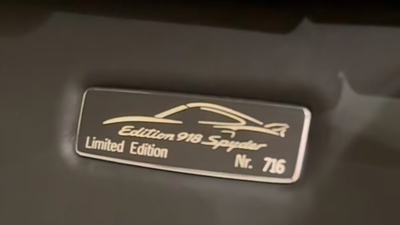 Edition 918 Spyder
Limited Edition
Nr. 716